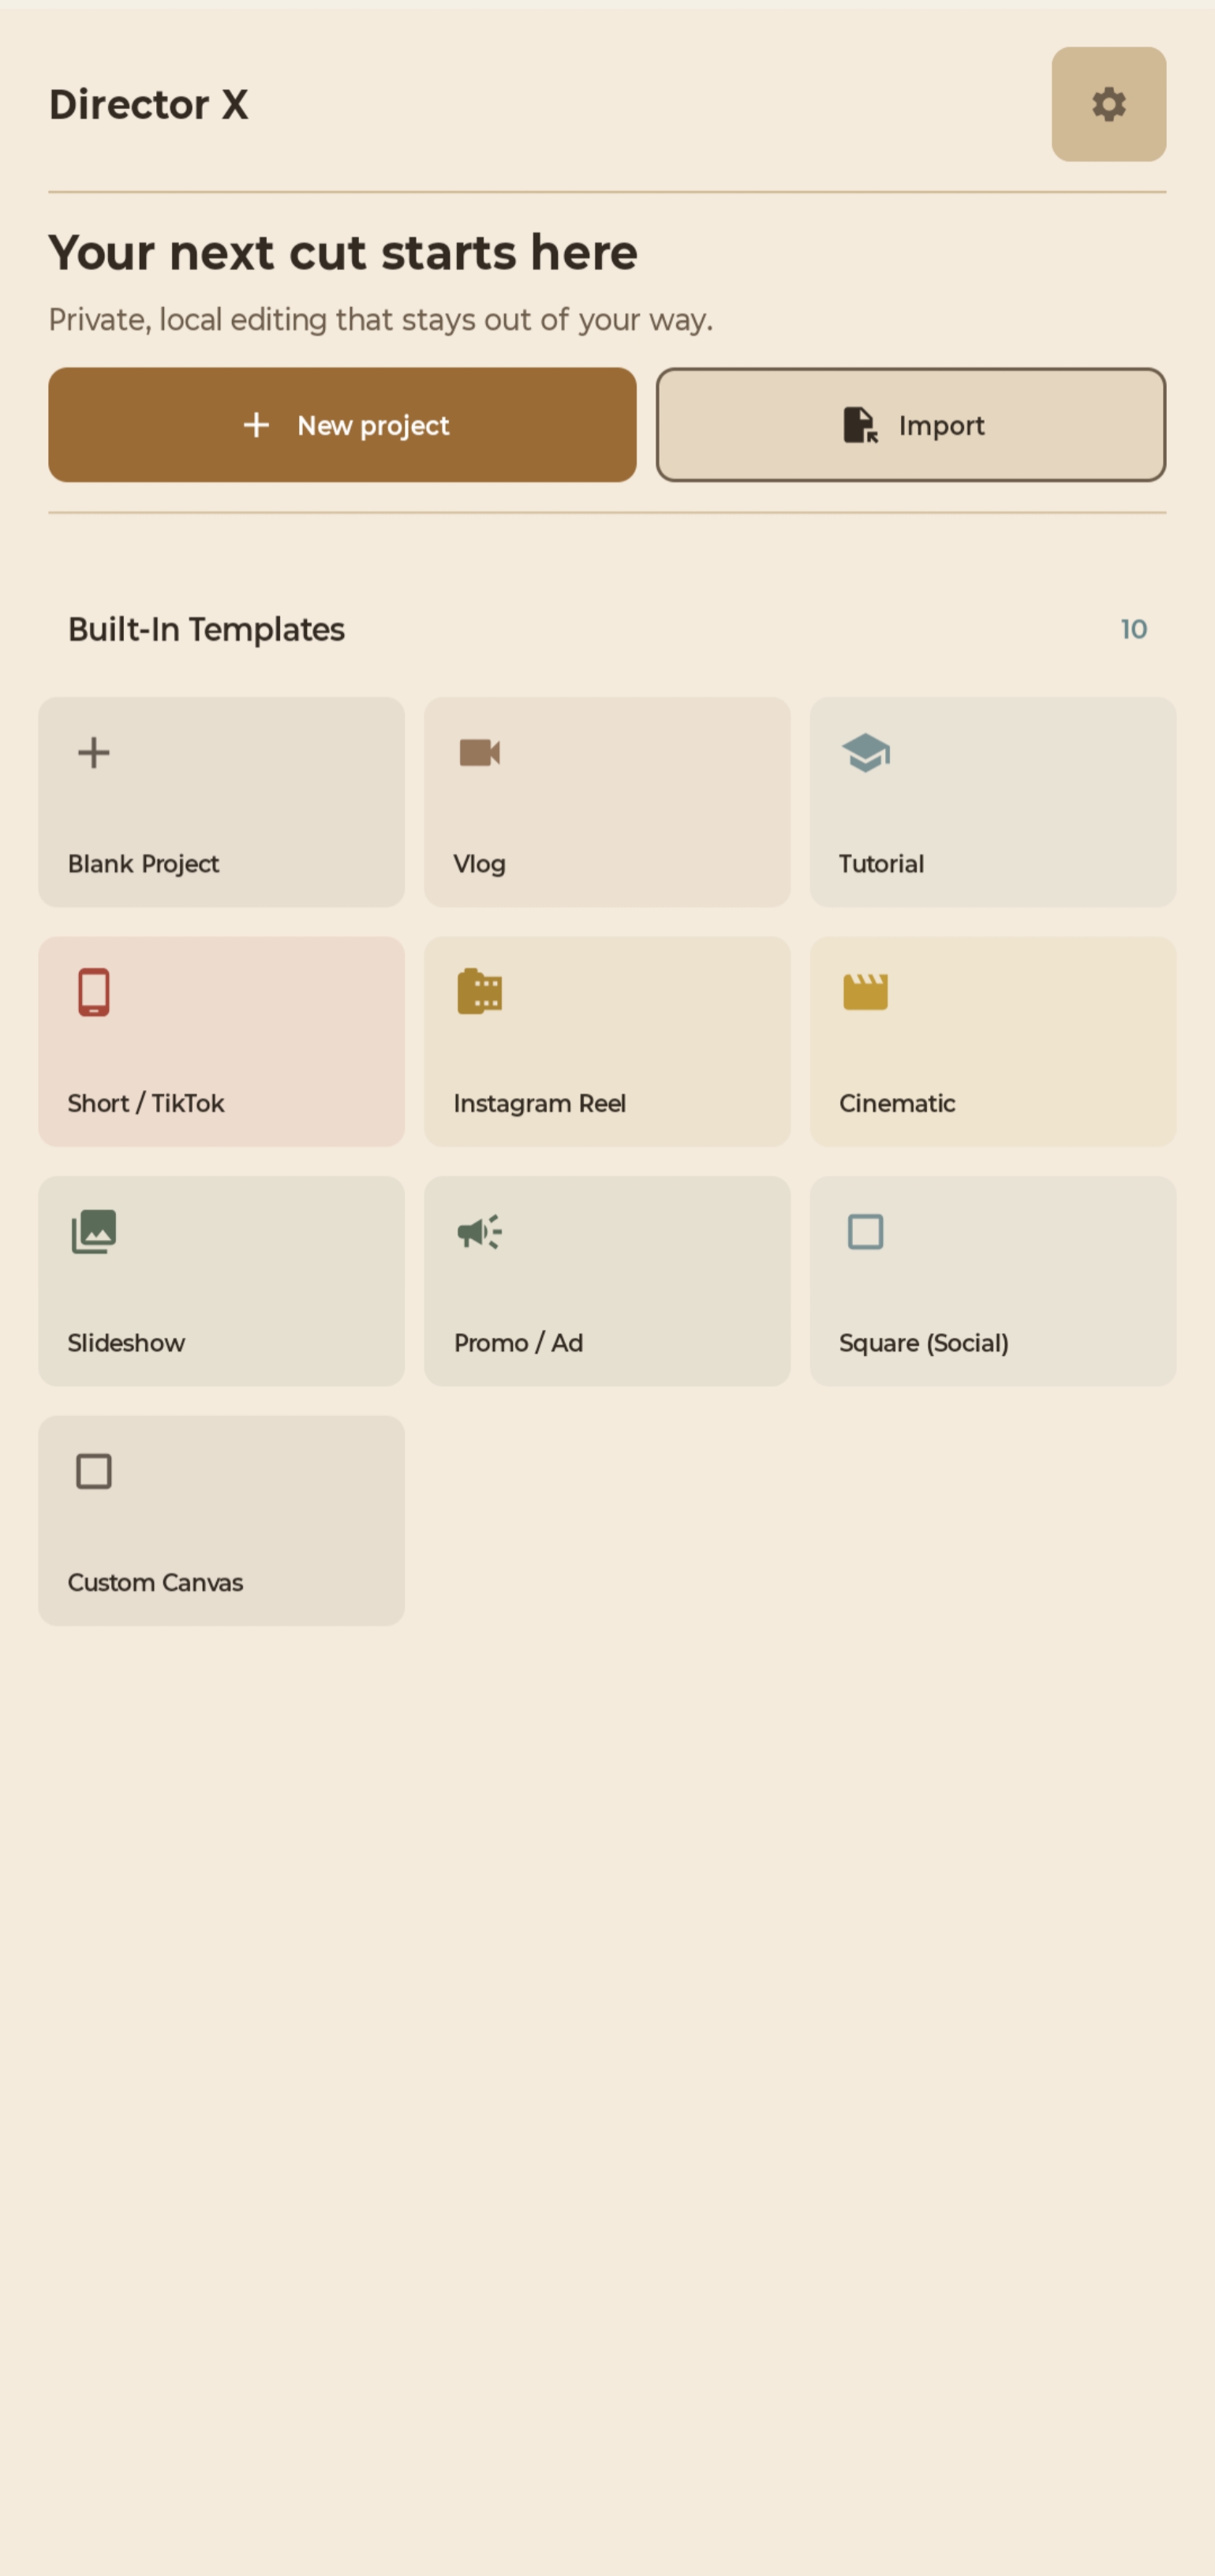 Director X
Your next cut starts here
Private, local editing that stays out of your way.
New project
Import
Built-In Templates
10
Blank Project
Vlog
Tutorial
Short / TikTok
Instagram Reel
Cinematic
Slideshow
Promo / Ad
Square (Social)
Custom Canvas